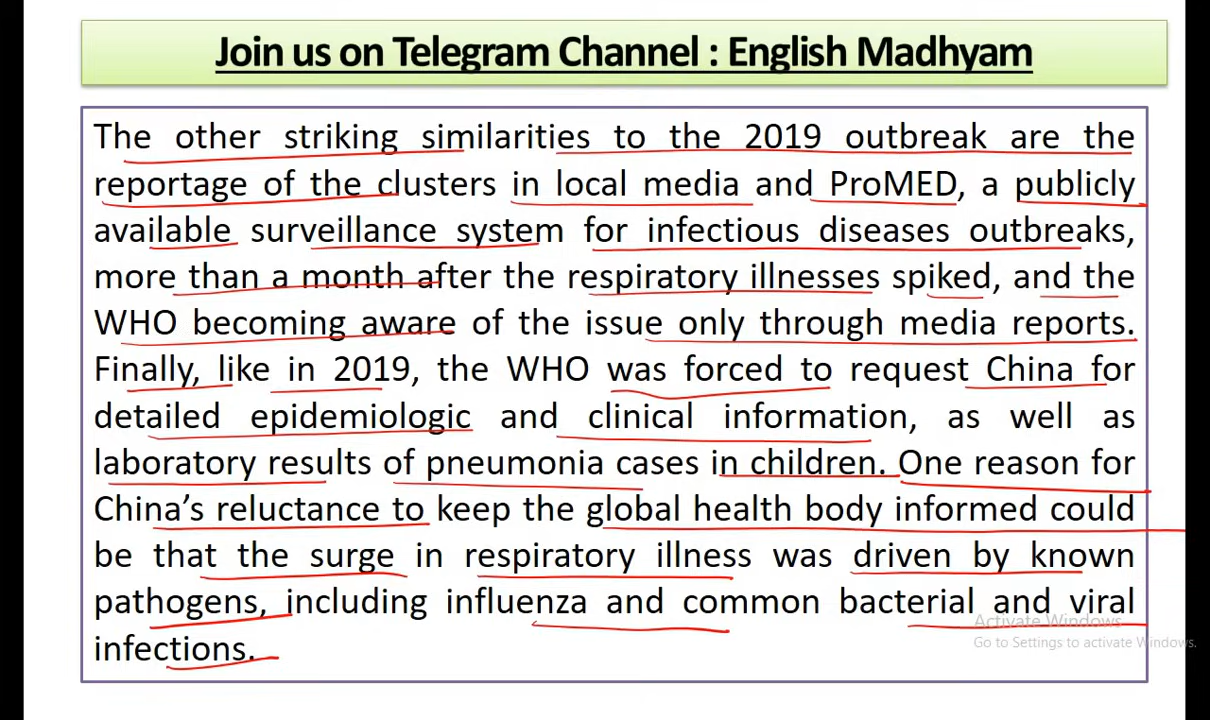 Join us on Telegram Channel : English Madhyam
The other striking similarities to the 2019 outbreak are the
reportage of the clusters in local media and ProMED, a publicly
available surveillance system for infectious diseases outbreaks,
more than a month after the respiratory illnesses spiked, and the
WHO becoming aware of the issue only through media reports.
Finally, like in 2019, the WHO was forced to request China for
detailed epidemiologic and clinical information, as well as
laboratory results of pneumonia cases in children. One reason for
China's reluctance to keep the global health body informed could
be that the surge in respiratory illness was driven by known
pathogens, including influenza and common bacterial and viral
infections.
Activate Windows
Go to Settings to activate Windows.